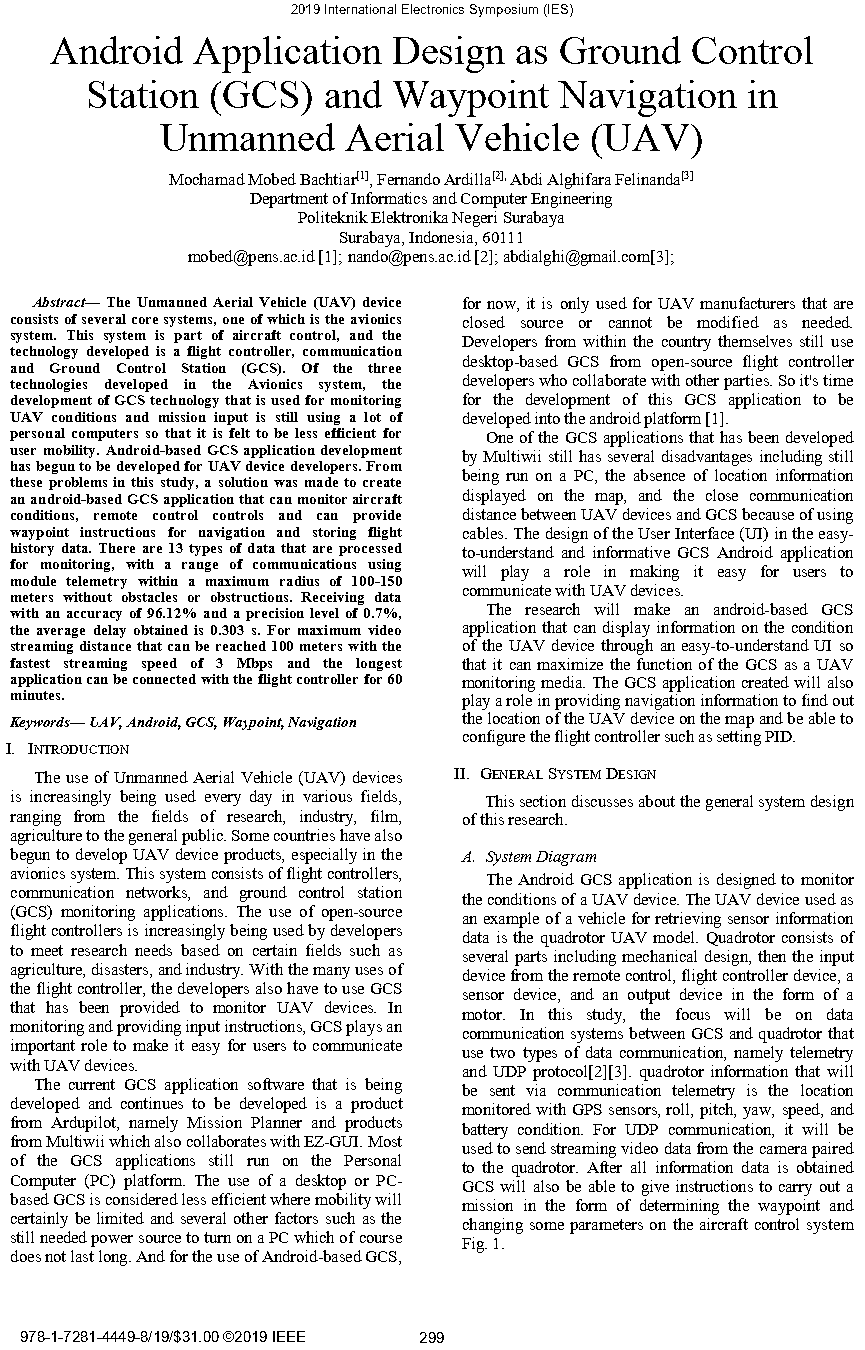 2019 International Electronics Symposium (IES)
Android Application Design as Ground Control
Station (GCS) and Waypoint Navigation in
Unmanned Aerial Vehicle (UAV)
Mochamad Mobed Bachtiar[1], Fernando Ardilla[2], Abdi Alghifara Felinanda[3]
Department of Informatics and Computer Engineering
Politeknik Elektronika Negeri Surabaya
Surabaya, Indonesia, 60111
mobed@pens.ac.id [1]; nando@pens.ac.id [2]; abdialghi@gmail.com[3];
Abstract— The Unmanned Aerial Vehicle (UAV) device
consists of several core systems, one of which is the avionics
system. This system is part of aircraft control, and the
technology developed is a flight controller, communication
and Ground Control Station (GCS). Of the three
technologies developed in the Avionics system, the
development of GCS technology that is used for monitoring
UAV conditions and mission input is still using a lot of
personal computers so that it is felt to be less efficient for
user mobility. Android-based GCS application development
has begun to be developed for UAV device developers. From
these problems in this study, a solution was made to create
an android-based GCS application that can monitor aircraft
conditions, remote control controls and can provide
waypoint instructions for navigation and storing flight
history data. There are 13 types of data that are processed
for monitoring, with a range of communications using
module telemetry within a maximum radius of 100-150
meters without obstacles or obstructions. Receiving data
with an accuracy of 96.12% and a precision level of 0.7%,
the average delay obtained is 0.303 s. For maximum video
streaming distance that can be reached 100 meters with the
fastest streaming speed of 3 Mbps and the longest
application can be connected with the flight controller for 60
minutes.
Keywords— UAV, Android, GCS, Waypoint, Navigation
I. INTRODUCTION
The use of Unmanned Aerial Vehicle (UAV) devices
is increasingly being used every day in various fields,
ranging from the fields of research, industry, film,
agriculture to the general public. Some countries have also
begun to develop UAV device products, especially in the
avionics system. This system consists of flight controllers,
communication networks, and ground control station
(GCS) monitoring applications. The use of open-source
flight controllers is increasingly being used by developers
to meet research needs based on certain fields such as
agriculture, disasters, and industry. With the many uses of
the flight controller, the developers also have to use GCS
that has been provided to monitor UAV devices. In
monitoring and providing input instructions, GCS plays an
important role to make it easy for users to communicate
with UAV devices.
The current GCS application software that is being
developed and continues to be developed is a product
from Ardupilot, namely Mission Planner and products
from Multiwii which also collaborates with EZ-GUI. Most
of the GCS applications still run on the Personal
Computer (PC) platform. The use of a desktop or PC-
based GCS is considered less efficient where mobility will
certainly be limited and several other factors such as the
still needed power source to turn on a PC which of course
does not last long. And for the use of Android-based GCS,
for now, it is only used for UAV manufacturers that are
closed source or cannot be modified as needed.
Developers from within the country themselves still use
desktop-based GCS from open-source flight controller
developers who collaborate with other parties. So it's time
for the development of this GCS application to be
developed into the android platform [1].
One of the GCS applications that has been developed
by Multiwii still has several disadvantages including still
being run on a PC, the absence of location information
displayed on the map, and the close communication
distance between UAV devices and GCS because of using
cables. The design of the User Interface (UI) in the easy-
to-understand and informative GCS Android application
will play a role in making it easy for users to
communicate with UAV devices.
The research will make an android-based GCS
application that can display information on the condition
of the UAV device through an easy-to-understand UI so
that it can maximize the function of the GCS as a UAV
monitoring media. The GCS application created will also
play a role in providing navigation information to find out
the location of the UAV device on the map and be able to
configure the flight controller such as setting PID.
II. GENERAL SYSTEM DESIGN
This section discusses about the general system design
of this research.
A. System Diagram
The Android GCS application is designed to monitor
the conditions of a UAV device. The UAV device used as
an example of a vehicle for retrieving sensor information
data is the quadrotor UAV model. Quadrotor consists of
several parts including mechanical design, then the input
device from the remote control, flight controller device, a
sensor device, and an output device in the form of a
motor. In this study, the focus will be on data
communication systems between GCS and quadrotor that
use two types of data communication, namely telemetry
and UDP protocol[2][3]. quadrotor information that will
be sent via communication telemetry is the location
monitored with GPS sensors, roll, pitch, yaw, speed, and
battery condition. For UDP communication, it will be
used to send streaming video data from the camera paired
to the quadrotor. After all information data is obtained
GCS will also be able to give instructions to carry out a
mission in the form of determining the waypoint and
changing some parameters on the aircraft control system
Fig. 1.
978-1-7281-4449-8/19/$31.00 ©2019 IEEE
299